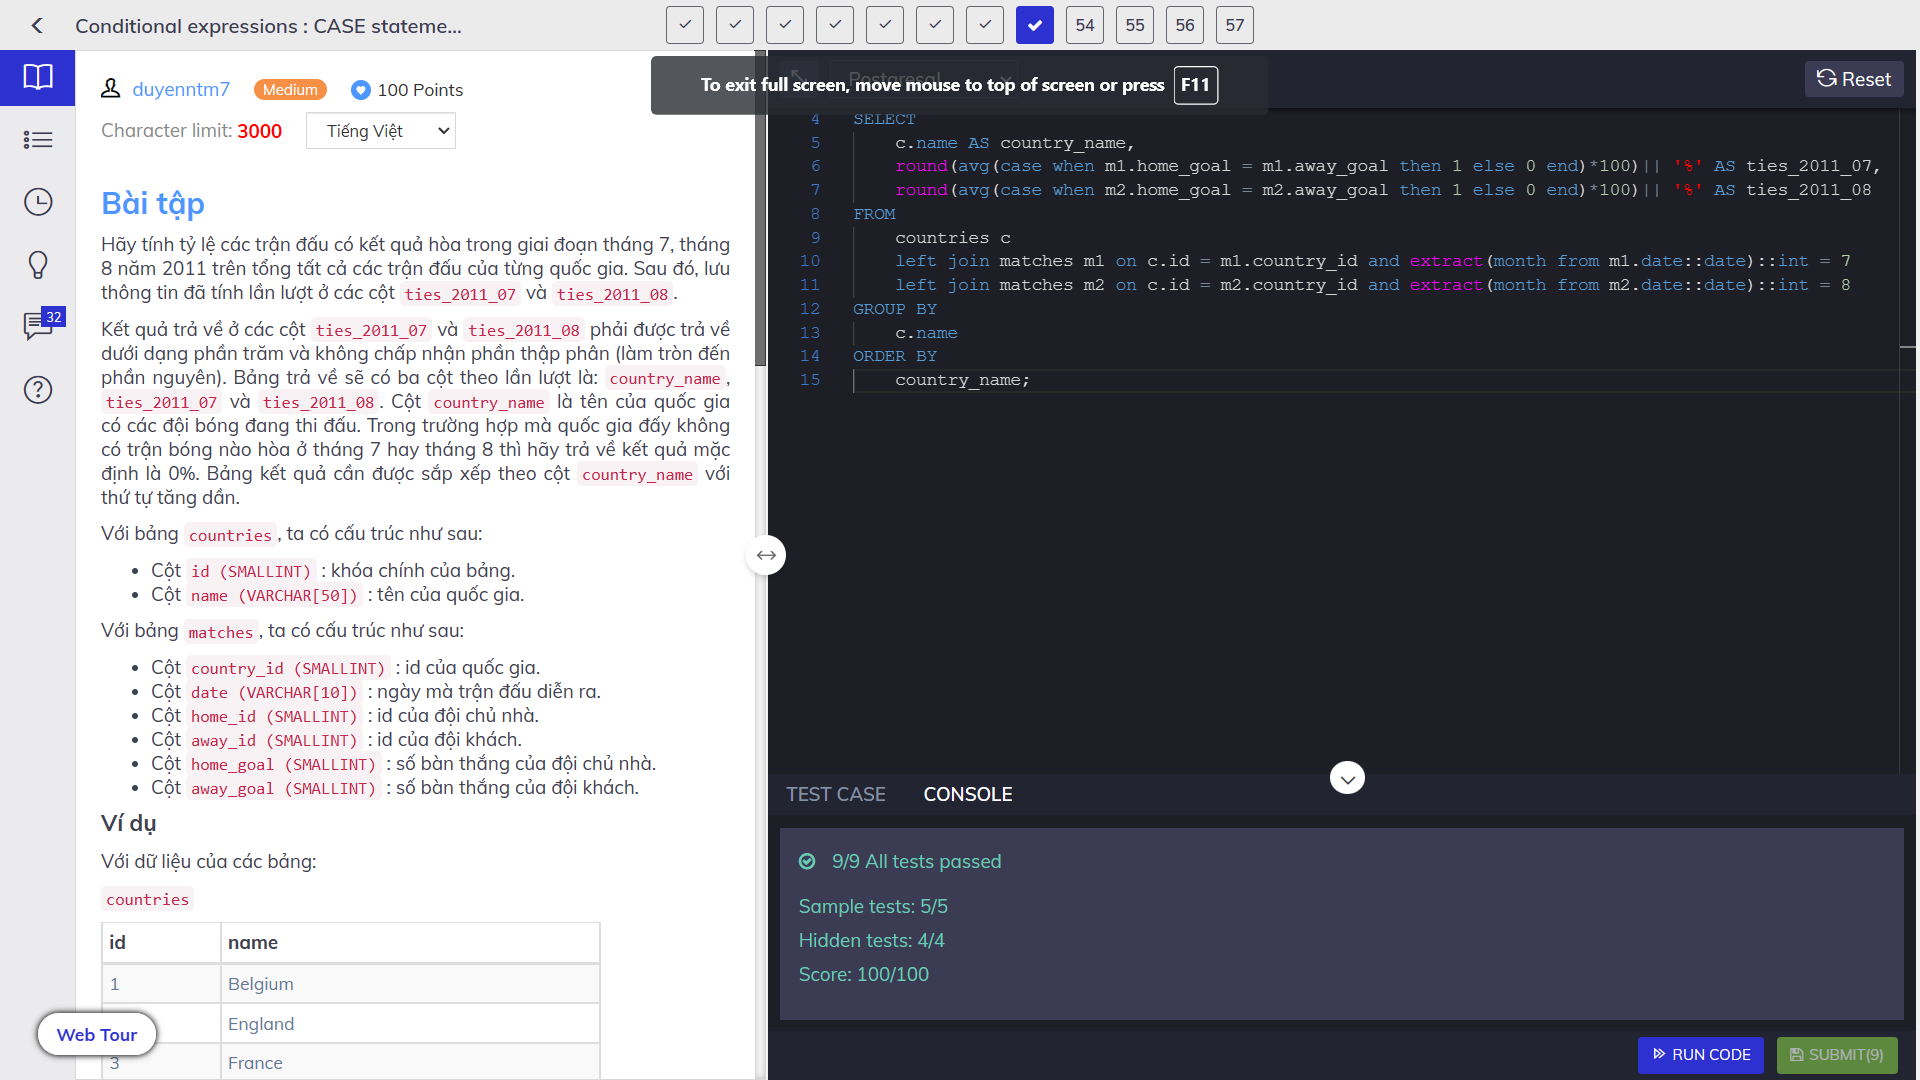 Conditional expressions : CASE stateme...
54
55
56
57
duyenntm7
Medium
100 Points
Character limit: 3000
Tiếng Việt
Bài tập
Hãy tính tỷ lệ các trận đấu có kết quả hòa trong giai đoạn tháng 7, tháng
8 năm 2011 trên tổng tất cả các trận đấu của từng quốc gia. Sau đó, lưu
thông tin đã tính lần lượt ở các cột ties_2011_07 và ties_2011_08.
Kết quả trả về ở các cột ties_2011_07 và ties_2011_08 phải được trả về
dưới dạng phần trăm và không chấp nhận phần thập phân (làm tròn đến
phần nguyên). Bảng trả về sẽ có ba cột theo lần lượt là: country_name,
ties_2011_07 và ties_2011_08. Cột country_name là tên của quốc gia
có các đội bóng đang thi đấu. Trong trường hợp mà quốc gia đấy không
có trận bóng nào hòa ở tháng 7 hay tháng 8 thì hãy trả về kết quả mặc
định là 0%. Bảng kết quả cần được sắp xếp theo cột country_name với
thứ tự tăng dần.
Với bảng countries, ta có cấu trúc như sau:
• Cột id (SMALLINT) : khóa chính của bảng.
• Cột name (VARCHAR[50]) : tên của quốc gia.
Với bảng matches, ta có cấu trúc như sau:
• Cột country_id (SMALLINT) : id của quốc gia.
• Cột date (VARCHAR[10]) : ngày mà trận đấu diễn ra.
• Cột home_id (SMALLINT) : id của đội chủ nhà.
• Cột away_id (SMALLINT) : id của đội khách.
• Cột home_goal (SMALLINT) : số bàn thắng của đội chủ nhà.
• Cột away_goal (SMALLINT) : số bàn thắng của đội khách.
Ví dụ
Với dữ liệu của các bảng:
countries
id name
1 Belgium
England
3 France
32
Web Tour
To exit full screen, move mouse to top of screen or press F11
Postgresql
Reset
4 SELECT
5 c.name AS country_name,
6 round(avg(case when m1.home_goal = m1.away_goal then 1 else 0 end)*100)|| '%' AS ties_2011_07,
7 round(avg(case when m2.home_goal = m2.away_goal then 1 else 0 end)*100)|| '%' AS ties_2011_08
8 FROM
9 countries c
10 left join matches m1 on c.id = m1.country_id and extract(month from m1.date::date)::int = 7
11 left join matches m2 on c.id = m2.country_id and extract(month from m2.date::date)::int = 8
12 GROUP BY
13 c.name
14 ORDER BY
15 country_name;
TEST CASE
CONSOLE
9/9 All tests passed
Sample tests: 5/5
Hidden tests: 4/4
Score: 100/100
RUN CODE
SUBMIT(9)